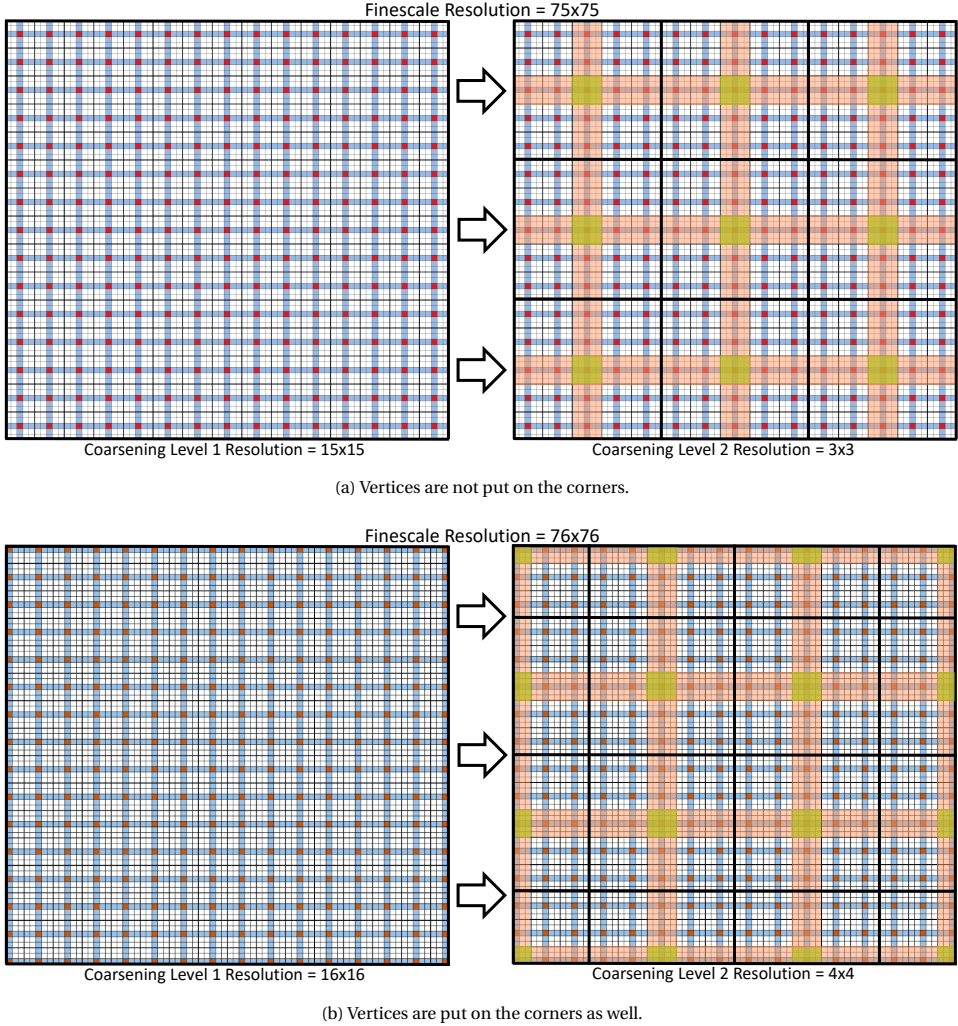 Finescale Resolution = 75x75
Coarsening Level 1 Resolution = 15x15
Coarsening Level 2 Resolution = 3x3
(a) Vertices are not put on the corners.
Finescale Resolution = 76x76
Coarsening Level 1 Resolution = 16x16
Coarsening Level 2 Resolution = 4x4
(b) Vertices are put on the corners as well.